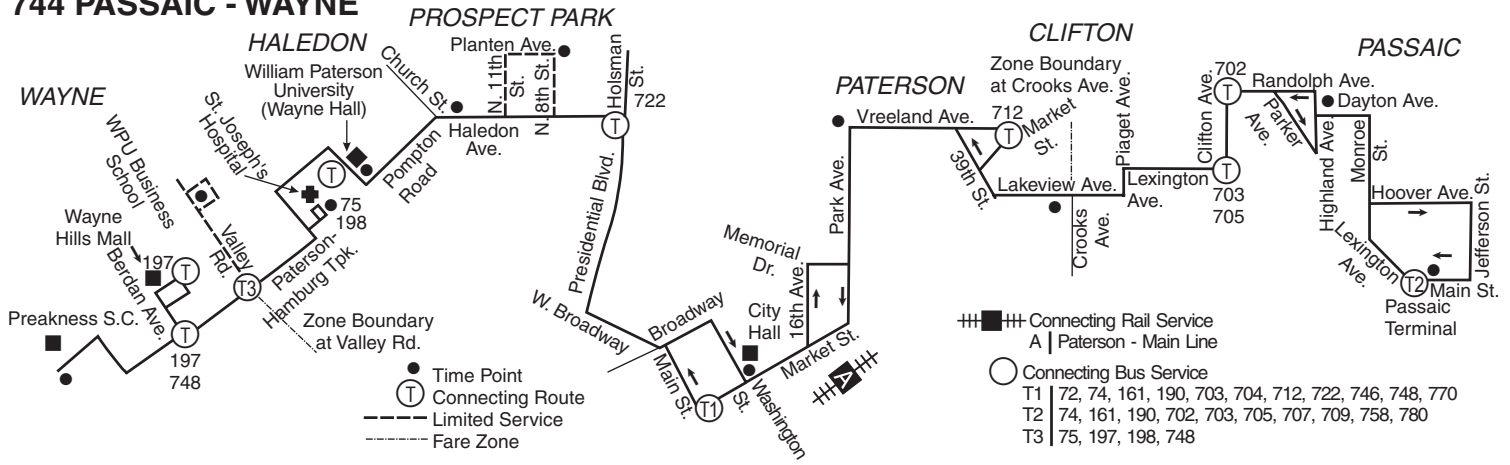 744 PASSAIC - WAYNE
PROSPECT PARK
HALEDON
CLIFTON
PASSAIC
PATERSON
WAYNE
Planten Ave.
Church St.
William Paterson
University
(Wayne Hall)
N. 11th
St.
N. 8th St.
Holsman
St.
722
T
Haledon
Ave.
Pompton
Road
St. Joseph's
Hospital
T
75
198
WPU Business
School
Valley
Rd.
Wayne
Hills Mall
197
T
Berdan Ave.
T3
Paterson-
Hamburg Tpk.
Preakness S.C.
T
197
748
Zone Boundary
at Valley Rd.
Presidential Blvd.
W. Broadway
Broadway
Main St.
T1
Washington
St.
City
Hall
Memorial
Dr.
16th Ave.
Market St.
A
Park Ave.
Vreeland Ave.
712
T
Market
St.
39th St.
Zone Boundary
at Crooks Ave.
Lakeview Ave.
Crooks
Ave.
Piaget Ave.
Lexington
Ave.
Clifton Ave.
702
T
T
703
705
Randolph Ave.
Parker
Ave.
Dayton Ave.
Highland Ave.
Monroe
St.
Hoover Ave.
Jefferson St.
Lexington
Ave.
T2
Main St.
Passaic
Terminal
Time Point
T
Connecting Route
Limited Service
Fare Zone
Connecting Rail Service
A | Paterson - Main Line
Connecting Bus Service
T1 | 72, 74, 161, 190, 703, 704, 712, 722, 746, 748, 770
T2 | 74, 161, 190, 702, 703, 705, 707, 709, 758, 780
T3 | 75, 197, 198, 748